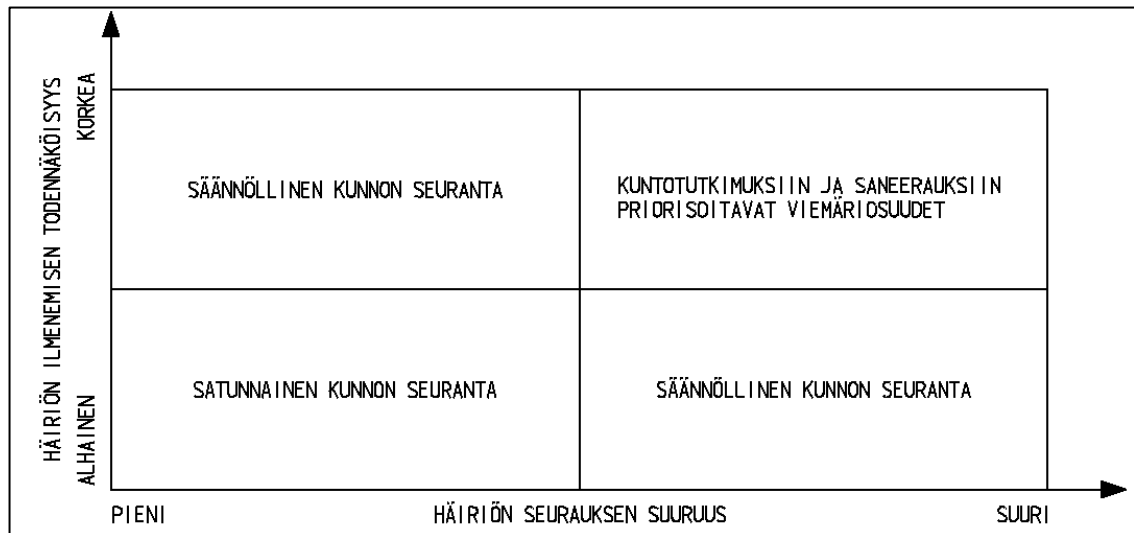 HÄIRIÖN ILMENEMISEN TODENNÄKÖISYYS
KORKEA
ALHAINEN
SÄÄNNÖLLINEN KUNNON SEURANTA
KUNTOTUTKIMUKSIIN JA SANEERAUKSIIN
PRIORISOITAVAT VIEMÄRIOSUUDET
SATUNNAINEN KUNNON SEURANTA
SÄÄNNÖLLINEN KUNNON SEURANTA
PIENI
HÄIRIÖN SEURAUKSEN SUURUUS
SUURI